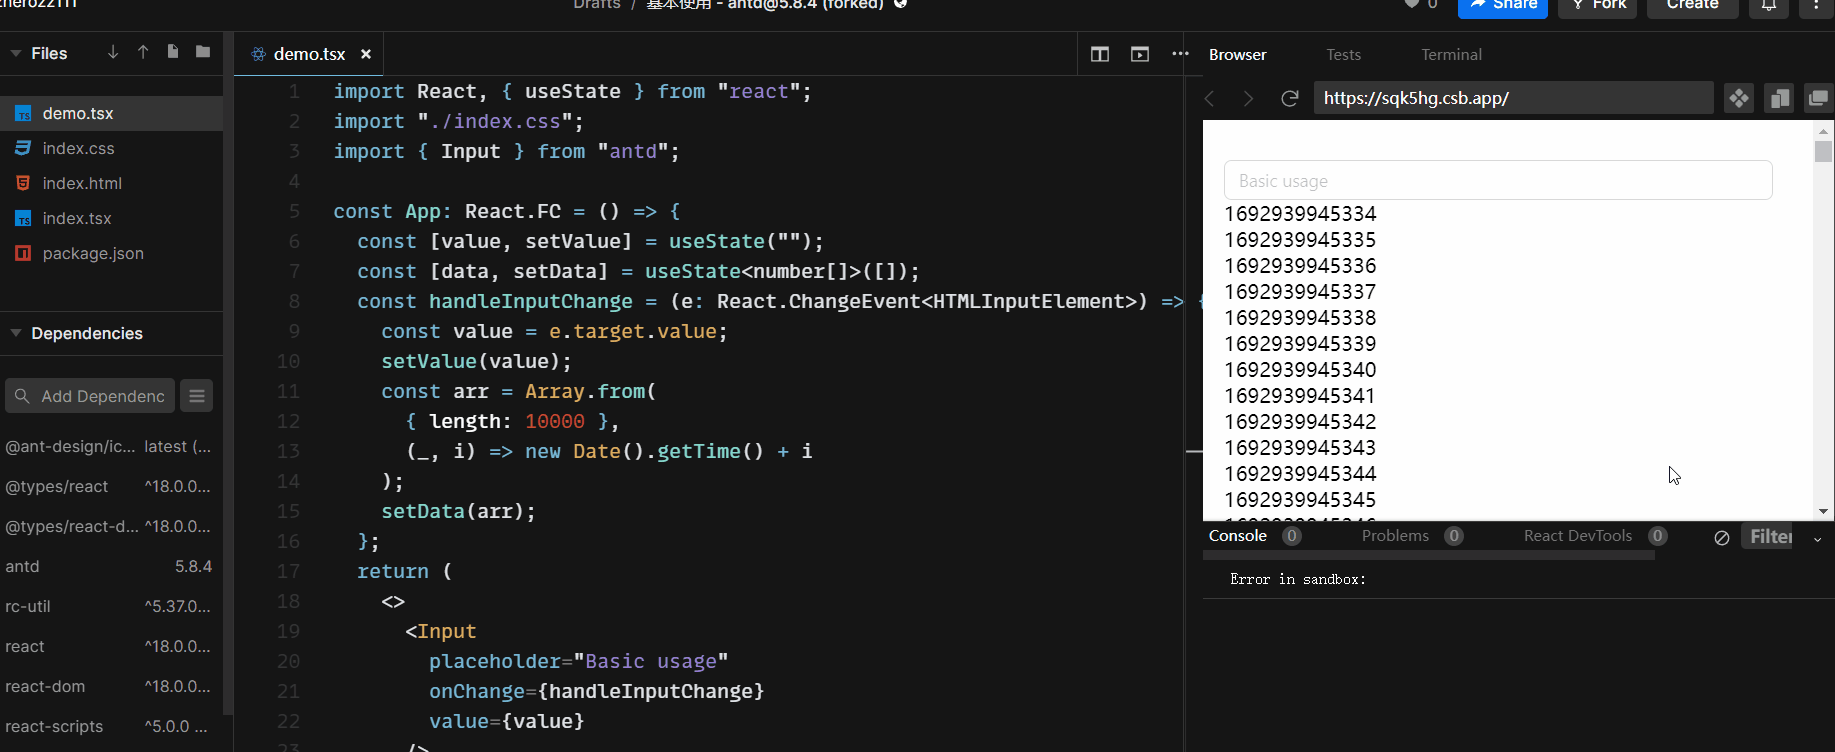 Drafts / 基本使用 - antd@5.8.4 (forked)
0
Share
Fork
Create
Files
demo.tsx
index.css
index.html
index.tsx
package.json
Dependencies
Add Dependenc
@ant-design/ic... latest (...
@types/react ^18.0.0...
@types/react-d... ^18.0.0...
antd 5.8.4
rc-util ^5.37.0...
react ^18.0.0...
react-dom ^18.0.0...
react-scripts ^5.0.0 ...
demo.tsx ×
1 import React, { useState } from "react";
2 import "./index.css";
3 import { Input } from "antd";
4
5 const App: React.FC = () => {
6 const [value, setValue] = useState("");
7 const [data, setData] = useState<number[]>([]);
8 const handleInputChange = (e: React.ChangeEvent<HTMLInputElement>) => {
9 const value = e.target.value;
10 setValue(value);
11 const arr = Array.from(
12 { length: 10000 },
13 (_, i) => new Date().getTime() + i
14 );
15 setData(arr);
16 };
17 return (
18 <>
19 <Input
20 placeholder="Basic usage"
21 onChange={handleInputChange}
22 value={value}
23 />
Browser Tests Terminal
https://sqk5hg.csb.app/
Basic usage
1692939945334
1692939945335
1692939945336
1692939945337
1692939945338
1692939945339
1692939945340
1692939945341
1692939945342
1692939945343
1692939945344
1692939945345
1692939945346
Console 0 Problems 0 React DevTools 0 Filter
Error in sandbox: